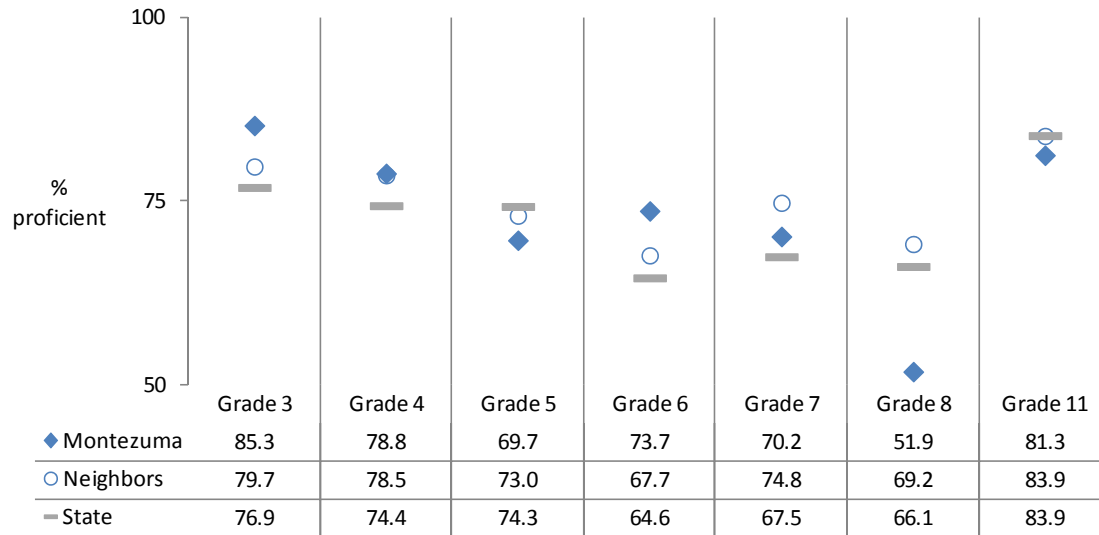 100
%
proficient
75
50
Grade 3 Grade 4 Grade 5 Grade 6 Grade 7 Grade 8 Grade 11
Montezuma 85.3 78.8 69.7 73.7 70.2 51.9 81.3
Neighbors 79.7 78.5 73.0 67.7 74.8 69.2 83.9
State 76.9 74.4 74.3 64.6 67.5 66.1 83.9